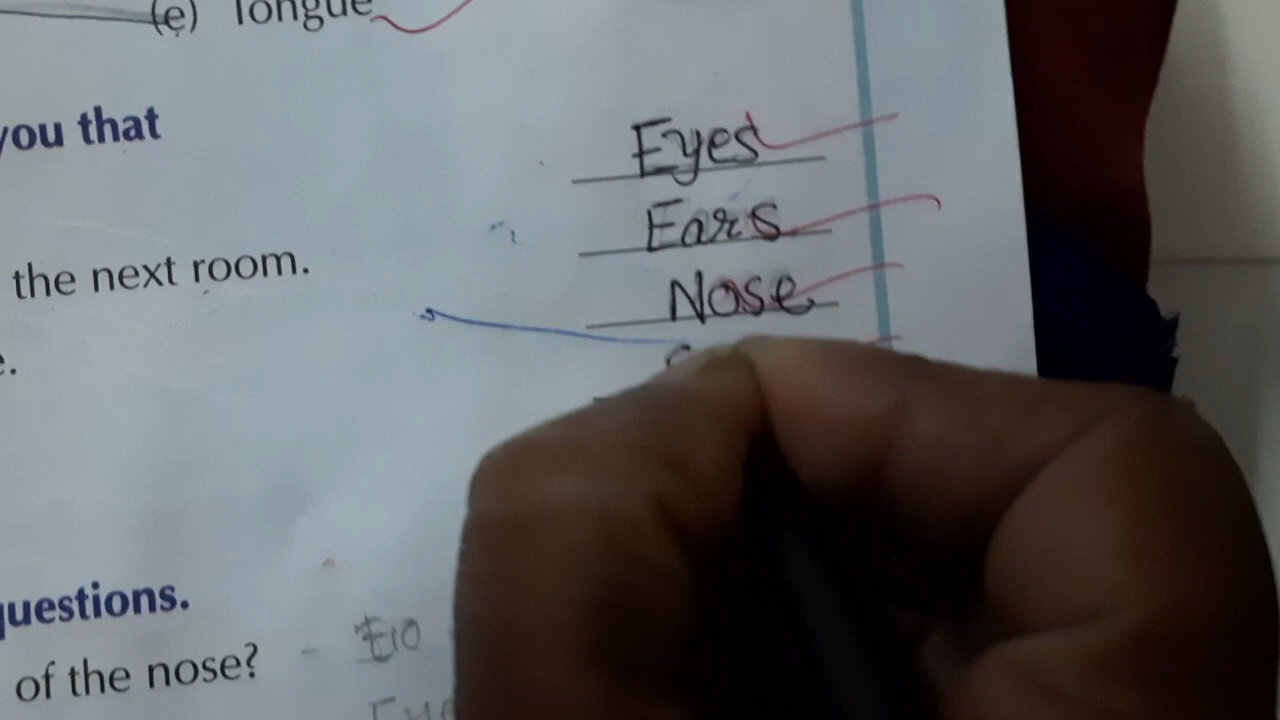 (e) Tongue
you that
Eyes
Ears
the next room.
Nose
questions.
of the nose? -